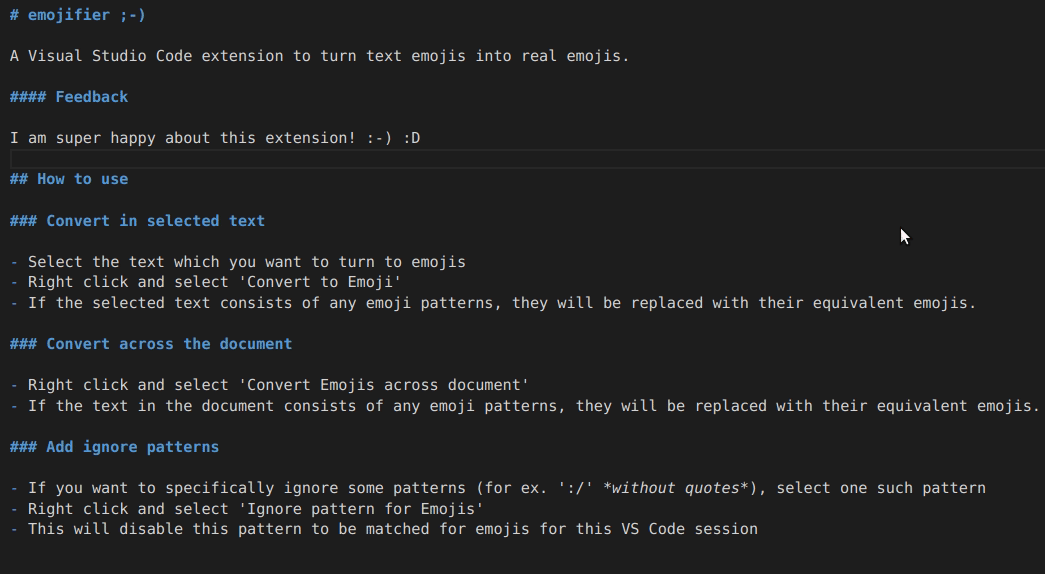 # emojifier ;-)
A Visual Studio Code extension to turn text emojis into real emojis.
#### Feedback
I am super happy about this extension! :-) :D
## How to use
### Convert in selected text
- Select the text which you want to turn to emojis
- Right click and select 'Convert to Emoji'
- If the selected text consists of any emoji patterns, they will be replaced with their equivalent emojis.
### Convert across the document
- Right click and select 'Convert Emojis across document'
- If the text in the document consists of any emoji patterns, they will be replaced with their equivalent emojis.
### Add ignore patterns
- If you want to specifically ignore some patterns (for ex. ':/' *without quotes*), select one such pattern
- Right click and select 'Ignore pattern for Emojis'
- This will disable this pattern to be matched for emojis for this VS Code session